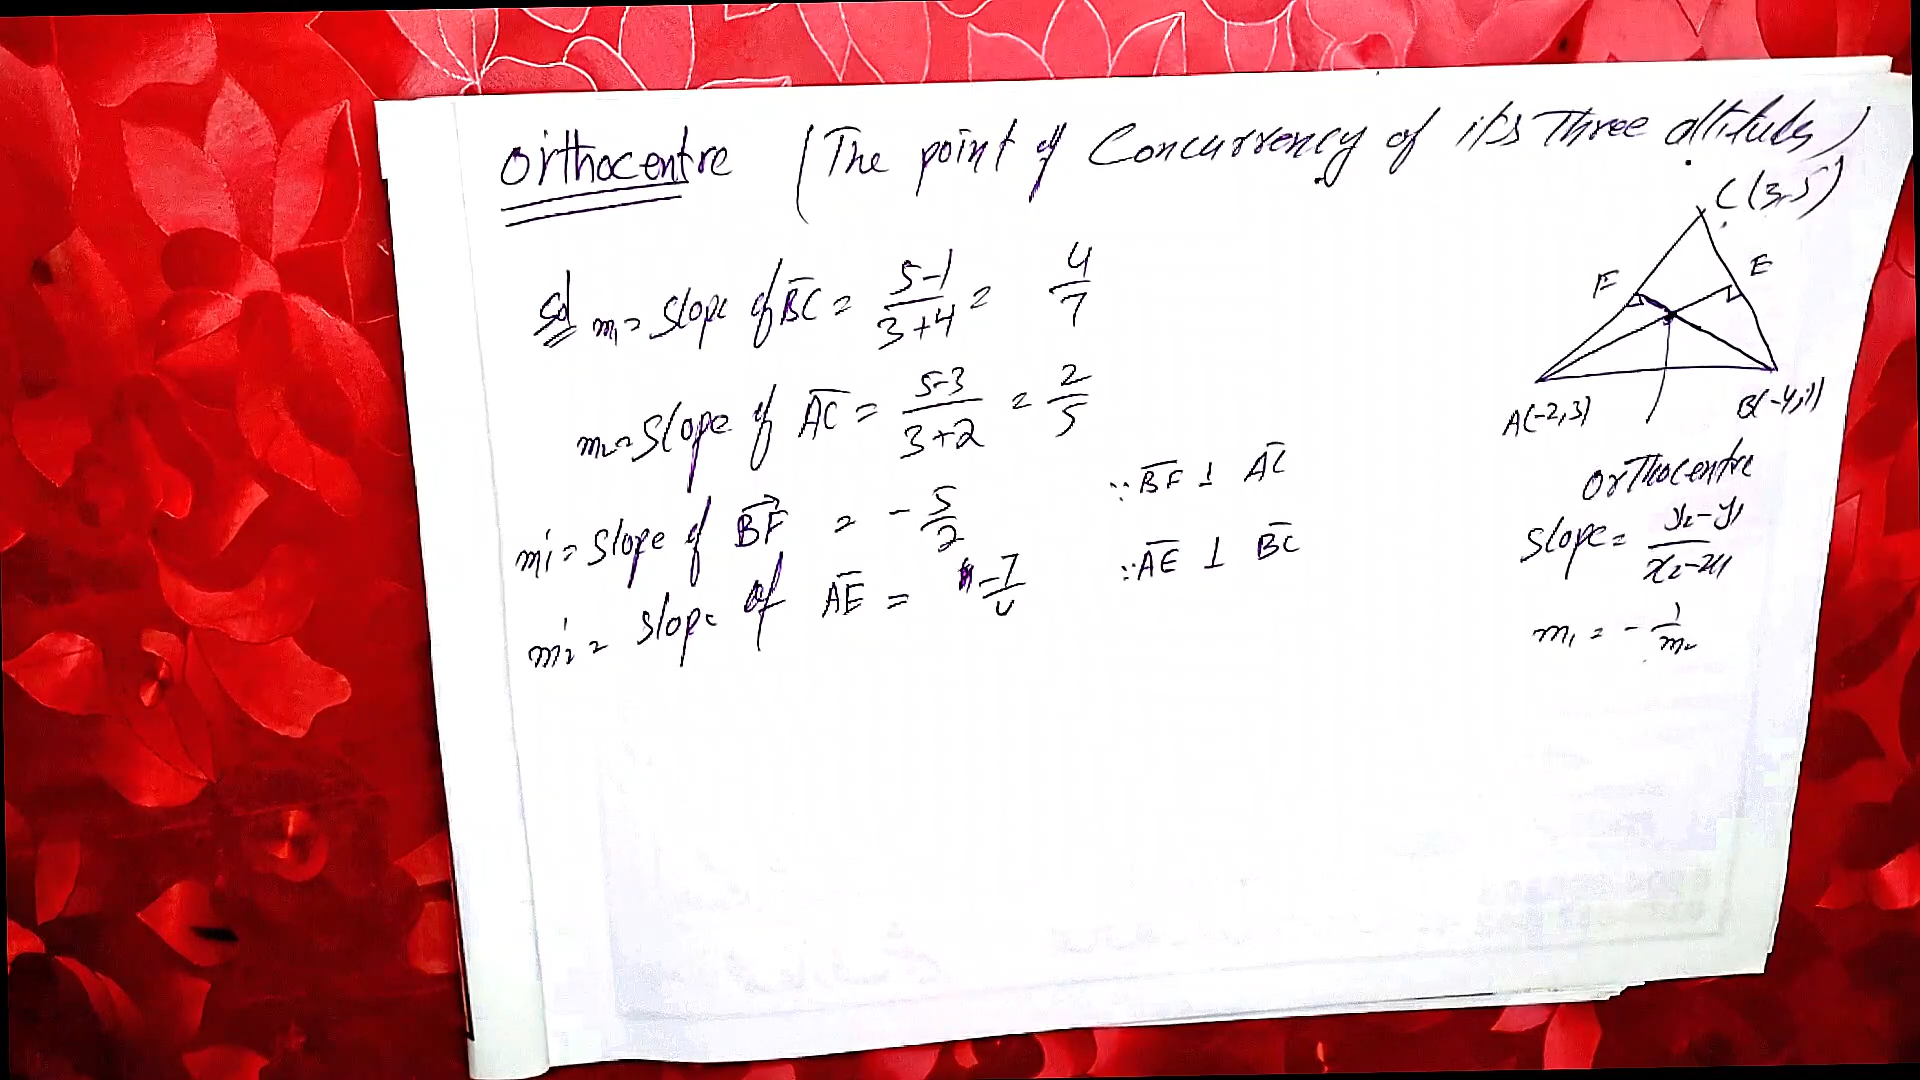 orthocentre (The point of Concurrency of its Three altitudes)
C(3,5)
F
E
A(-2,3)
B(-4,1)
orthocentre
Sol m₁ = Slope of BC = 5-1/3+4 = 4/7
m₂ = Slope of AC = 5-3/3+2 = 2/5
m₁' = Slope of BF = -5/2 ∵ BF ⊥ AC
m₂' = slope of AE = -7/4 ∵ AE ⊥ BC
Slope = y₂-y₁/x₂-x₁
m₁ = -1/m₂